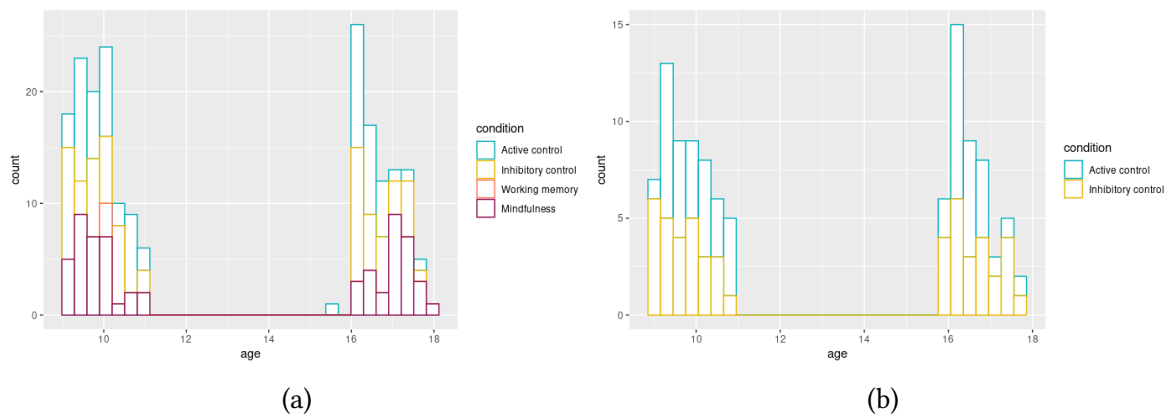 20
10
0
count
10
12
14
16
18
age
condition
Active control
Inhibitory control
Working memory
Mindfulness
(a)
15
10
5
0
count
10
12
14
16
18
age
condition
Active control
Inhibitory control
(b)